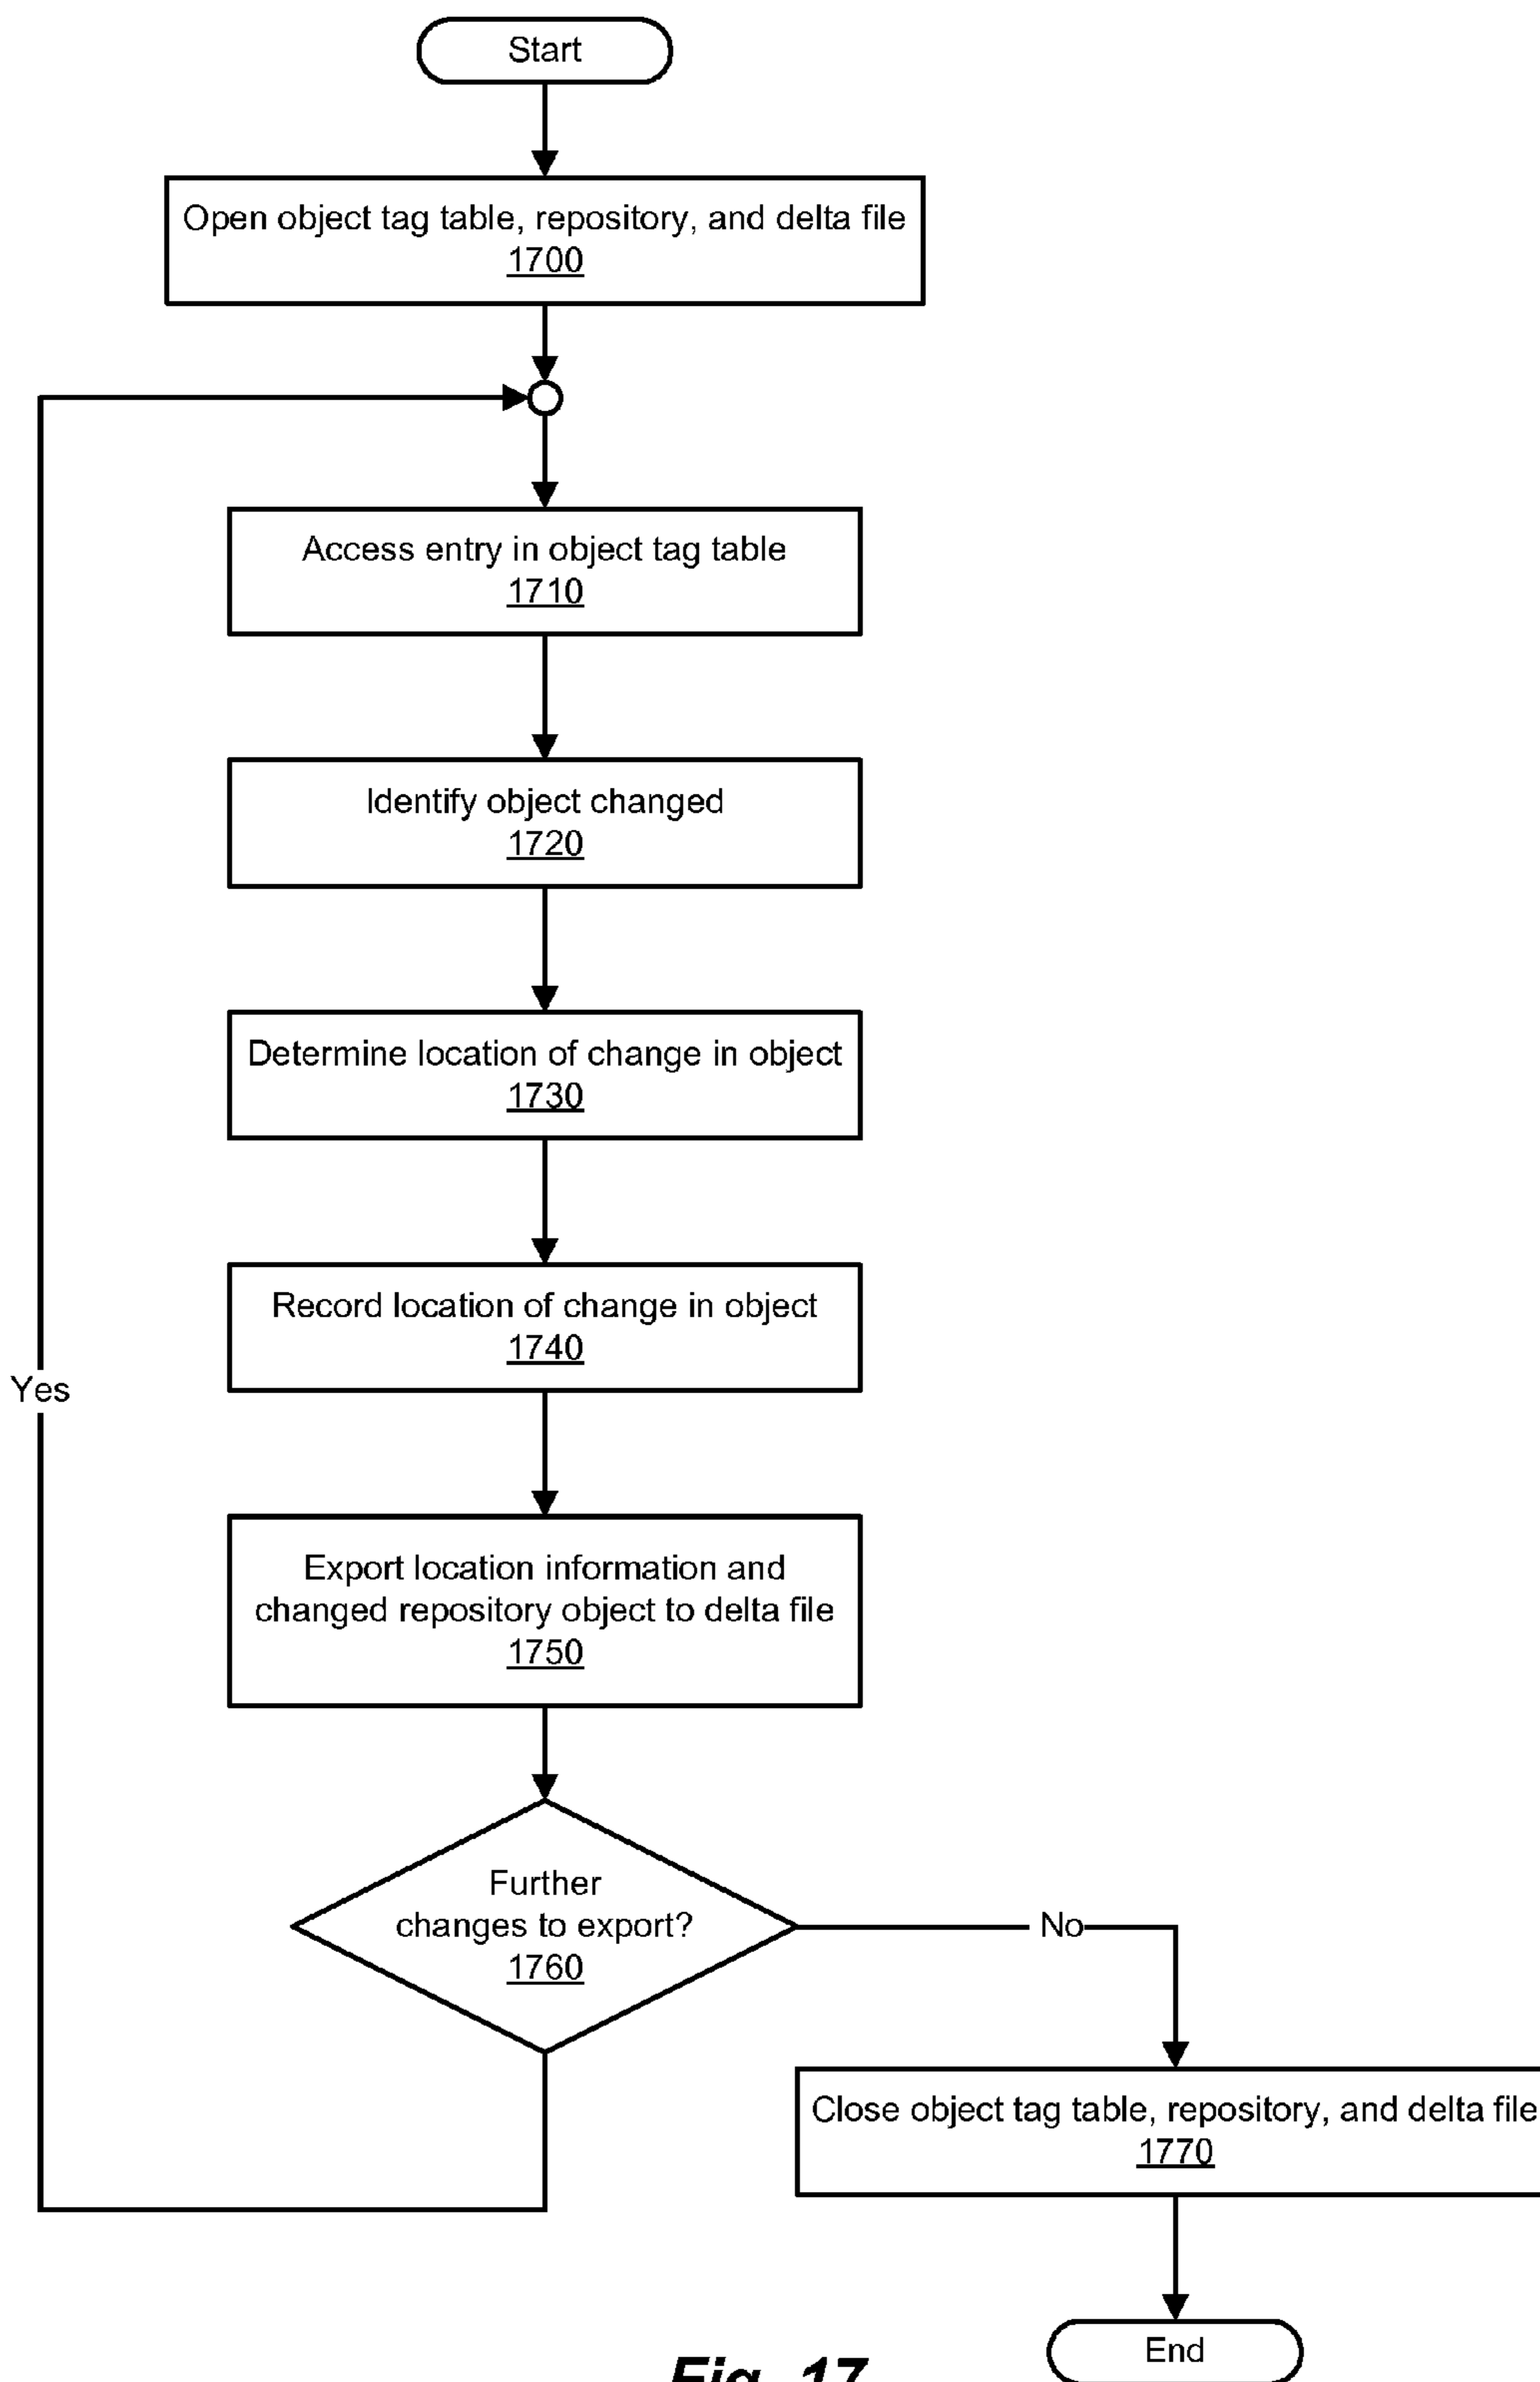 Start
Open object tag table, repository, and delta file
1700
Access entry in object tag table
1710
Identify object changed
1720
Determine location of change in object
1730
Record location of change in object
1740
Yes
Export location information and
changed repository object to delta file
1750
Further
changes to export?
1760
No
Close object tag table, repository, and delta file
1770
End
Fig. 17